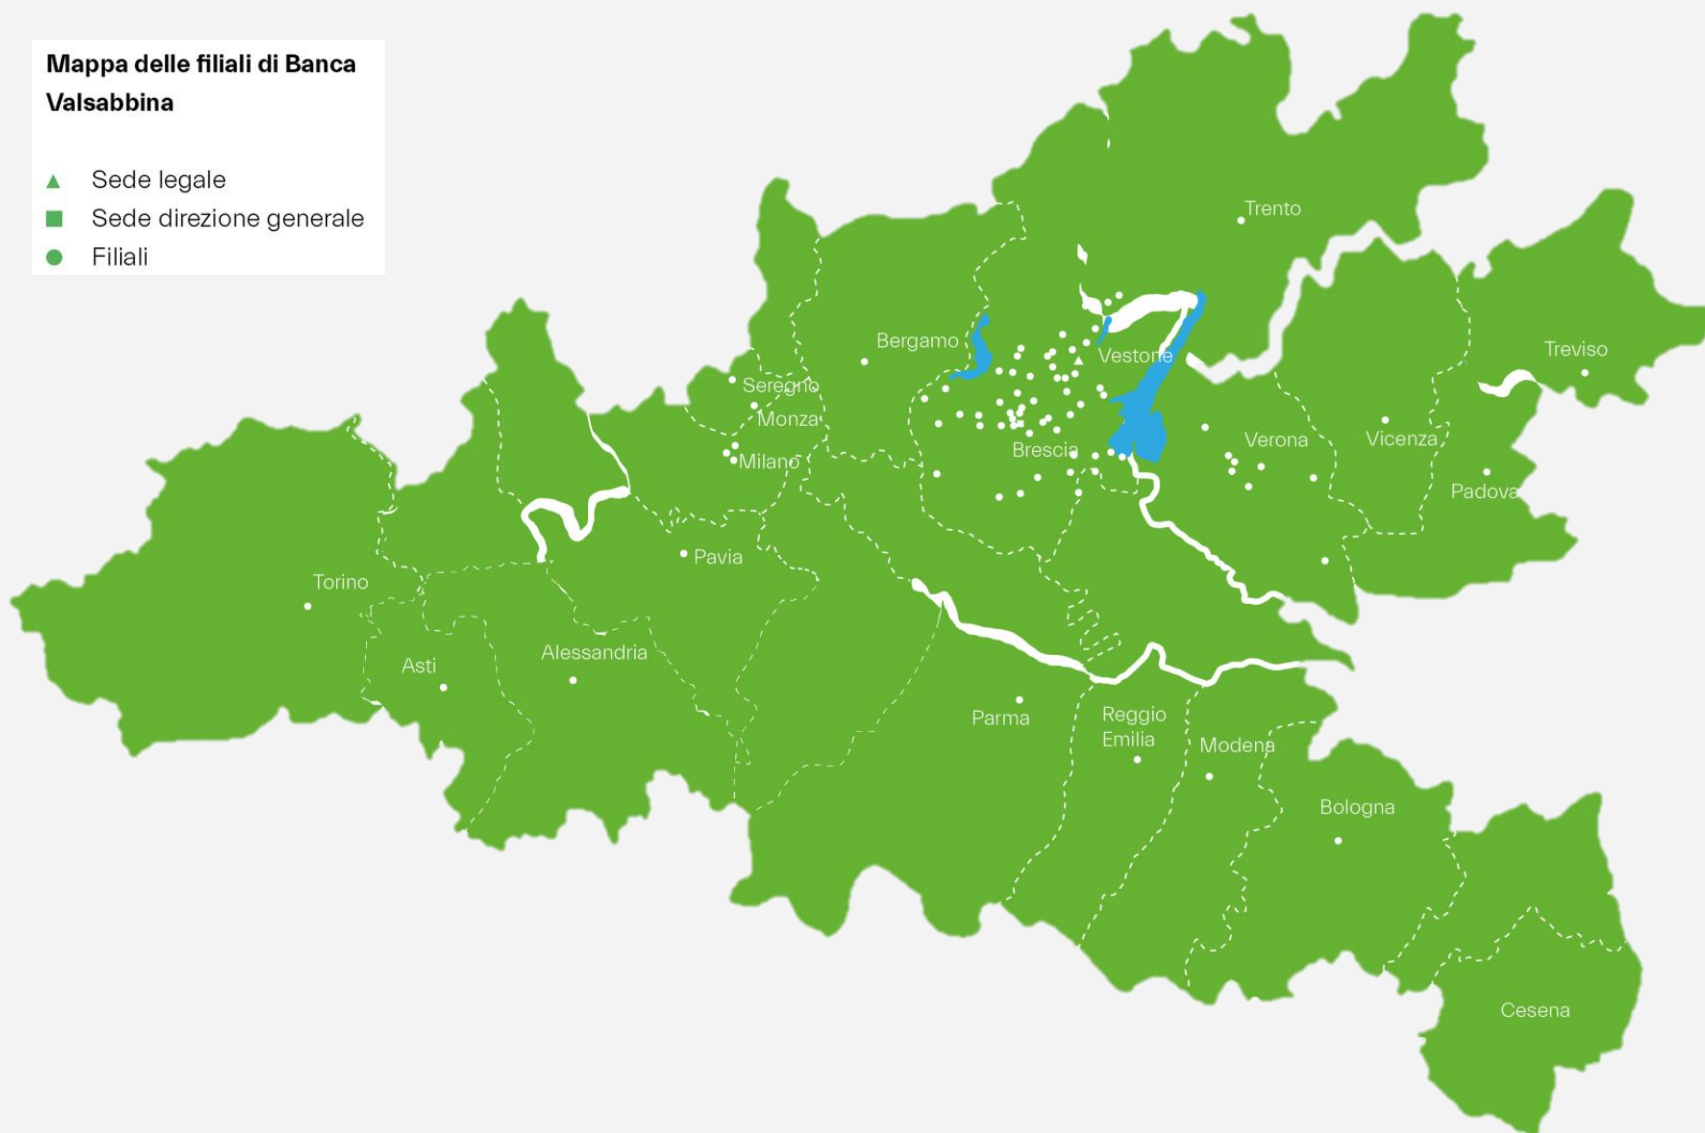 Mappa delle filiali di Banca
Valsabbina
Sede legale
Sede direzione generale
Filiali
Trento
Bergamo
Vestone
Treviso
Seregno
Monza
Milano
Brescia
Verona
Vicenza
Padova
Pavia
Torino
Asti
Alessandria
Parma
Reggio
Emilia
Modena
Bologna
Cesena